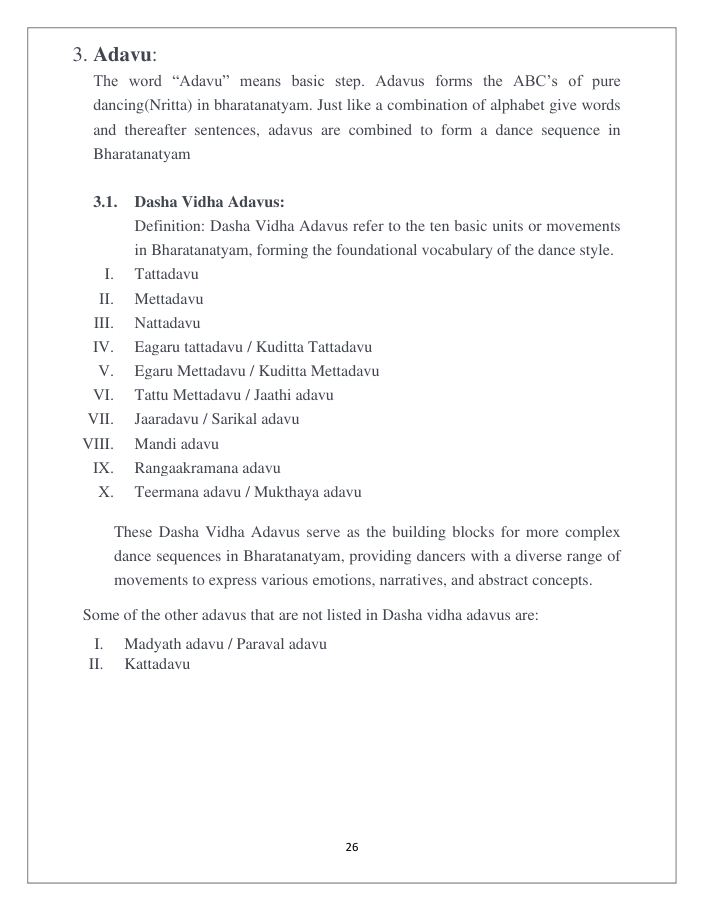 3. Adavu:
The word “Adavu” means basic step. Adavus forms the ABC’s of pure
dancing(Nritta) in bharatanatyam. Just like a combination of alphabet give words
and thereafter sentences, adavus are combined to form a dance sequence in
Bharatanatyam
3.1. Dasha Vidha Adavus:
Definition: Dasha Vidha Adavus refer to the ten basic units or movements
in Bharatanatyam, forming the foundational vocabulary of the dance style.
I. Tattadavu
II. Mettadavu
III. Nattadavu
IV. Eagaru tattadavu / Kuditta Tattadavu
V. Egaru Mettadavu / Kuditta Mettadavu
VI. Tattu Mettadavu / Jaathi adavu
VII. Jaaradavu / Sarikal adavu
VIII. Mandi adavu
IX. Rangaakramana adavu
X. Teermana adavu / Mukthaya adavu
These Dasha Vidha Adavus serve as the building blocks for more complex
dance sequences in Bharatanatyam, providing dancers with a diverse range of
movements to express various emotions, narratives, and abstract concepts.
Some of the other adavus that are not listed in Dasha vidha adavus are:
I. Madyath adavu / Paraval adavu
II. Kattadavu
26